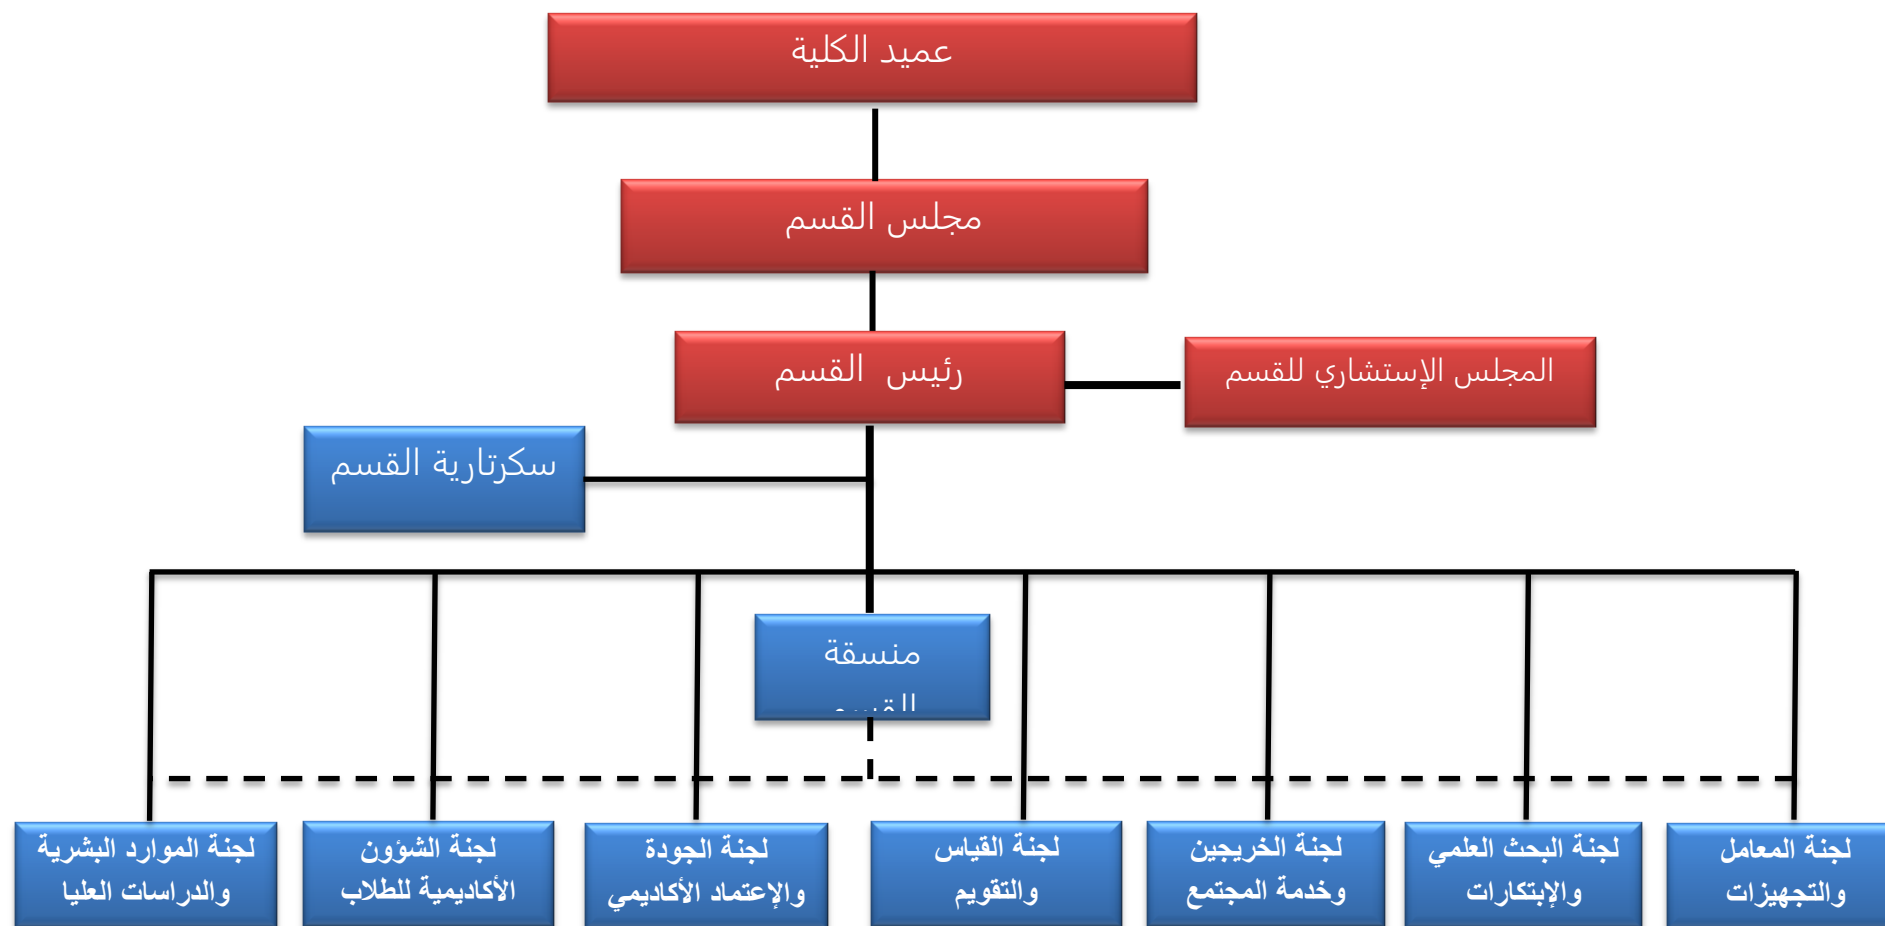 عميد الكلية
مجلس القسم
رئيس القسم
المجلس الإستشاري للقسم
سكرتارية القسم
منسقة
القسم
لجنة المعامل
والتجهيزات
لجنة البحث العلمي
والإبتكارات
لجنة الخريجين
وخدمة المجتمع
لجنة القياس
والتقويم
لجنة الجودة
والإعتماد الأكاديمي
لجنة الشؤون
الأكاديمية للطلاب
لجنة الموارد البشرية
والدراسات العليا